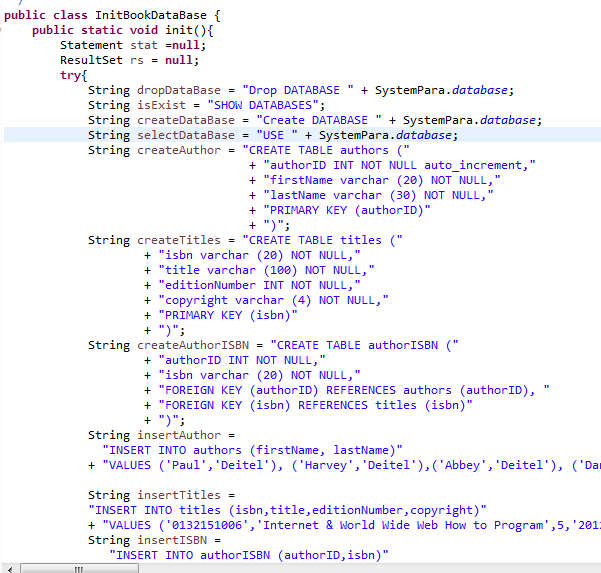 public class InitBookDataBase {
public static void init(){
Statement stat =null;
ResultSet rs = null;
try{
String dropDataBase = "Drop DATABASE " + SystemPara.database;
String isExist = "SHOW DATABASES";
String createDataBase = "Create DATABASE " + SystemPara.database;
String selectDataBase = "USE " + SystemPara.database;
String createAuthor = "CREATE TABLE authors ("
+ "authorID INT NOT NULL auto_increment,"
+ "firstName varchar (20) NOT NULL,"
+ "lastName varchar (30) NOT NULL,"
+ "PRIMARY KEY (authorID)"
+ ")";
String createTitles = "CREATE TABLE titles ("
+ "isbn varchar (20) NOT NULL,"
+ "title varchar (100) NOT NULL,"
+ "editionNumber INT NOT NULL,"
+ "copyright varchar (4) NOT NULL,"
+ "PRIMARY KEY (isbn)"
+ ")";
String createAuthorISBN = "CREATE TABLE authorISBN ("
+ "authorID INT NOT NULL,"
+ "isbn varchar (20) NOT NULL,"
+ "FOREIGN KEY (authorID) REFERENCES authors (authorID), "
+ "FOREIGN KEY (isbn) REFERENCES titles (isbn)"
+ ")";
String insertAuthor =
"INSERT INTO authors (firstName, lastName)"
+ "VALUES ('Paul','Deitel'), ('Harvey','Deitel'),('Abbey','Deitel'), ('Da
String insertTitles =
"INSERT INTO titles (isbn,title,editionNumber,copyright)"
+ "VALUES ('0132151006','Internet & World Wide Web How to Program',5,'201
String insertISBN =
"INSERT INTO authorISBN (authorID,isbn)"